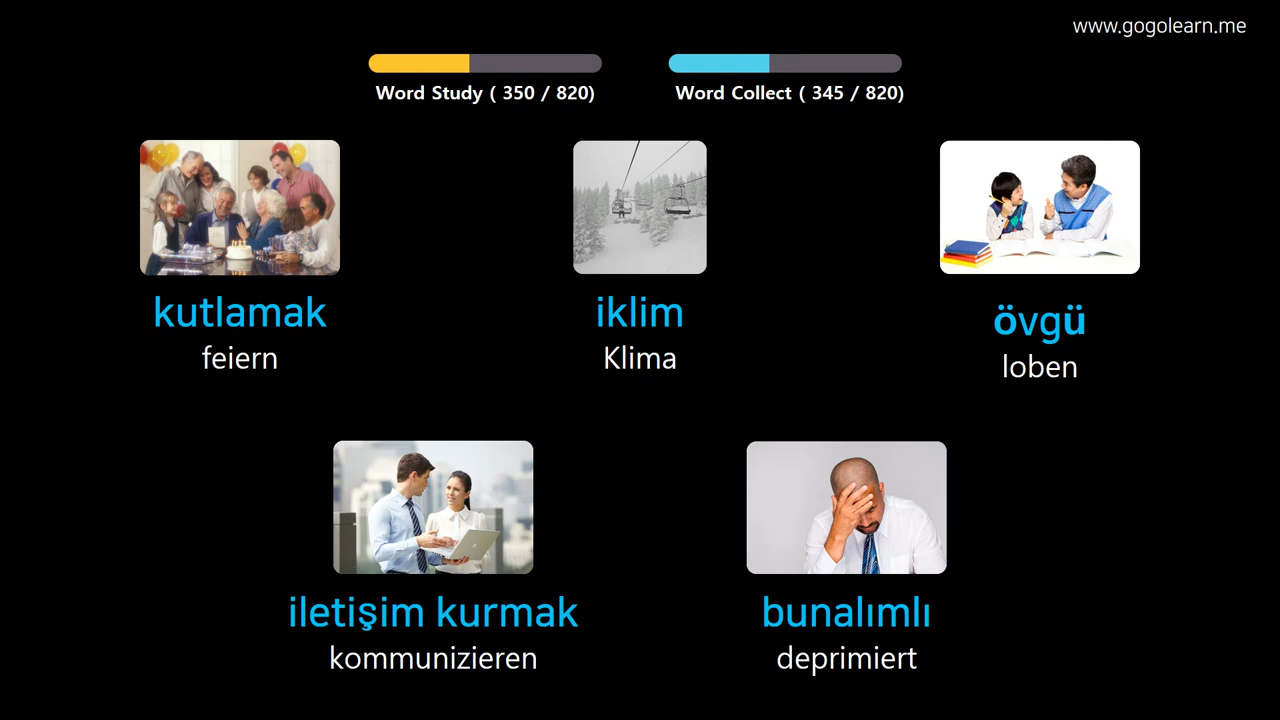 www.gogolearn.me
Word Study ( 350 / 820)
Word Collect ( 345 / 820)
kutlamak
feiern
iklim
Klima
övgü
loben
iletişim kurmak
kommunizieren
bunalımlı
deprimiert